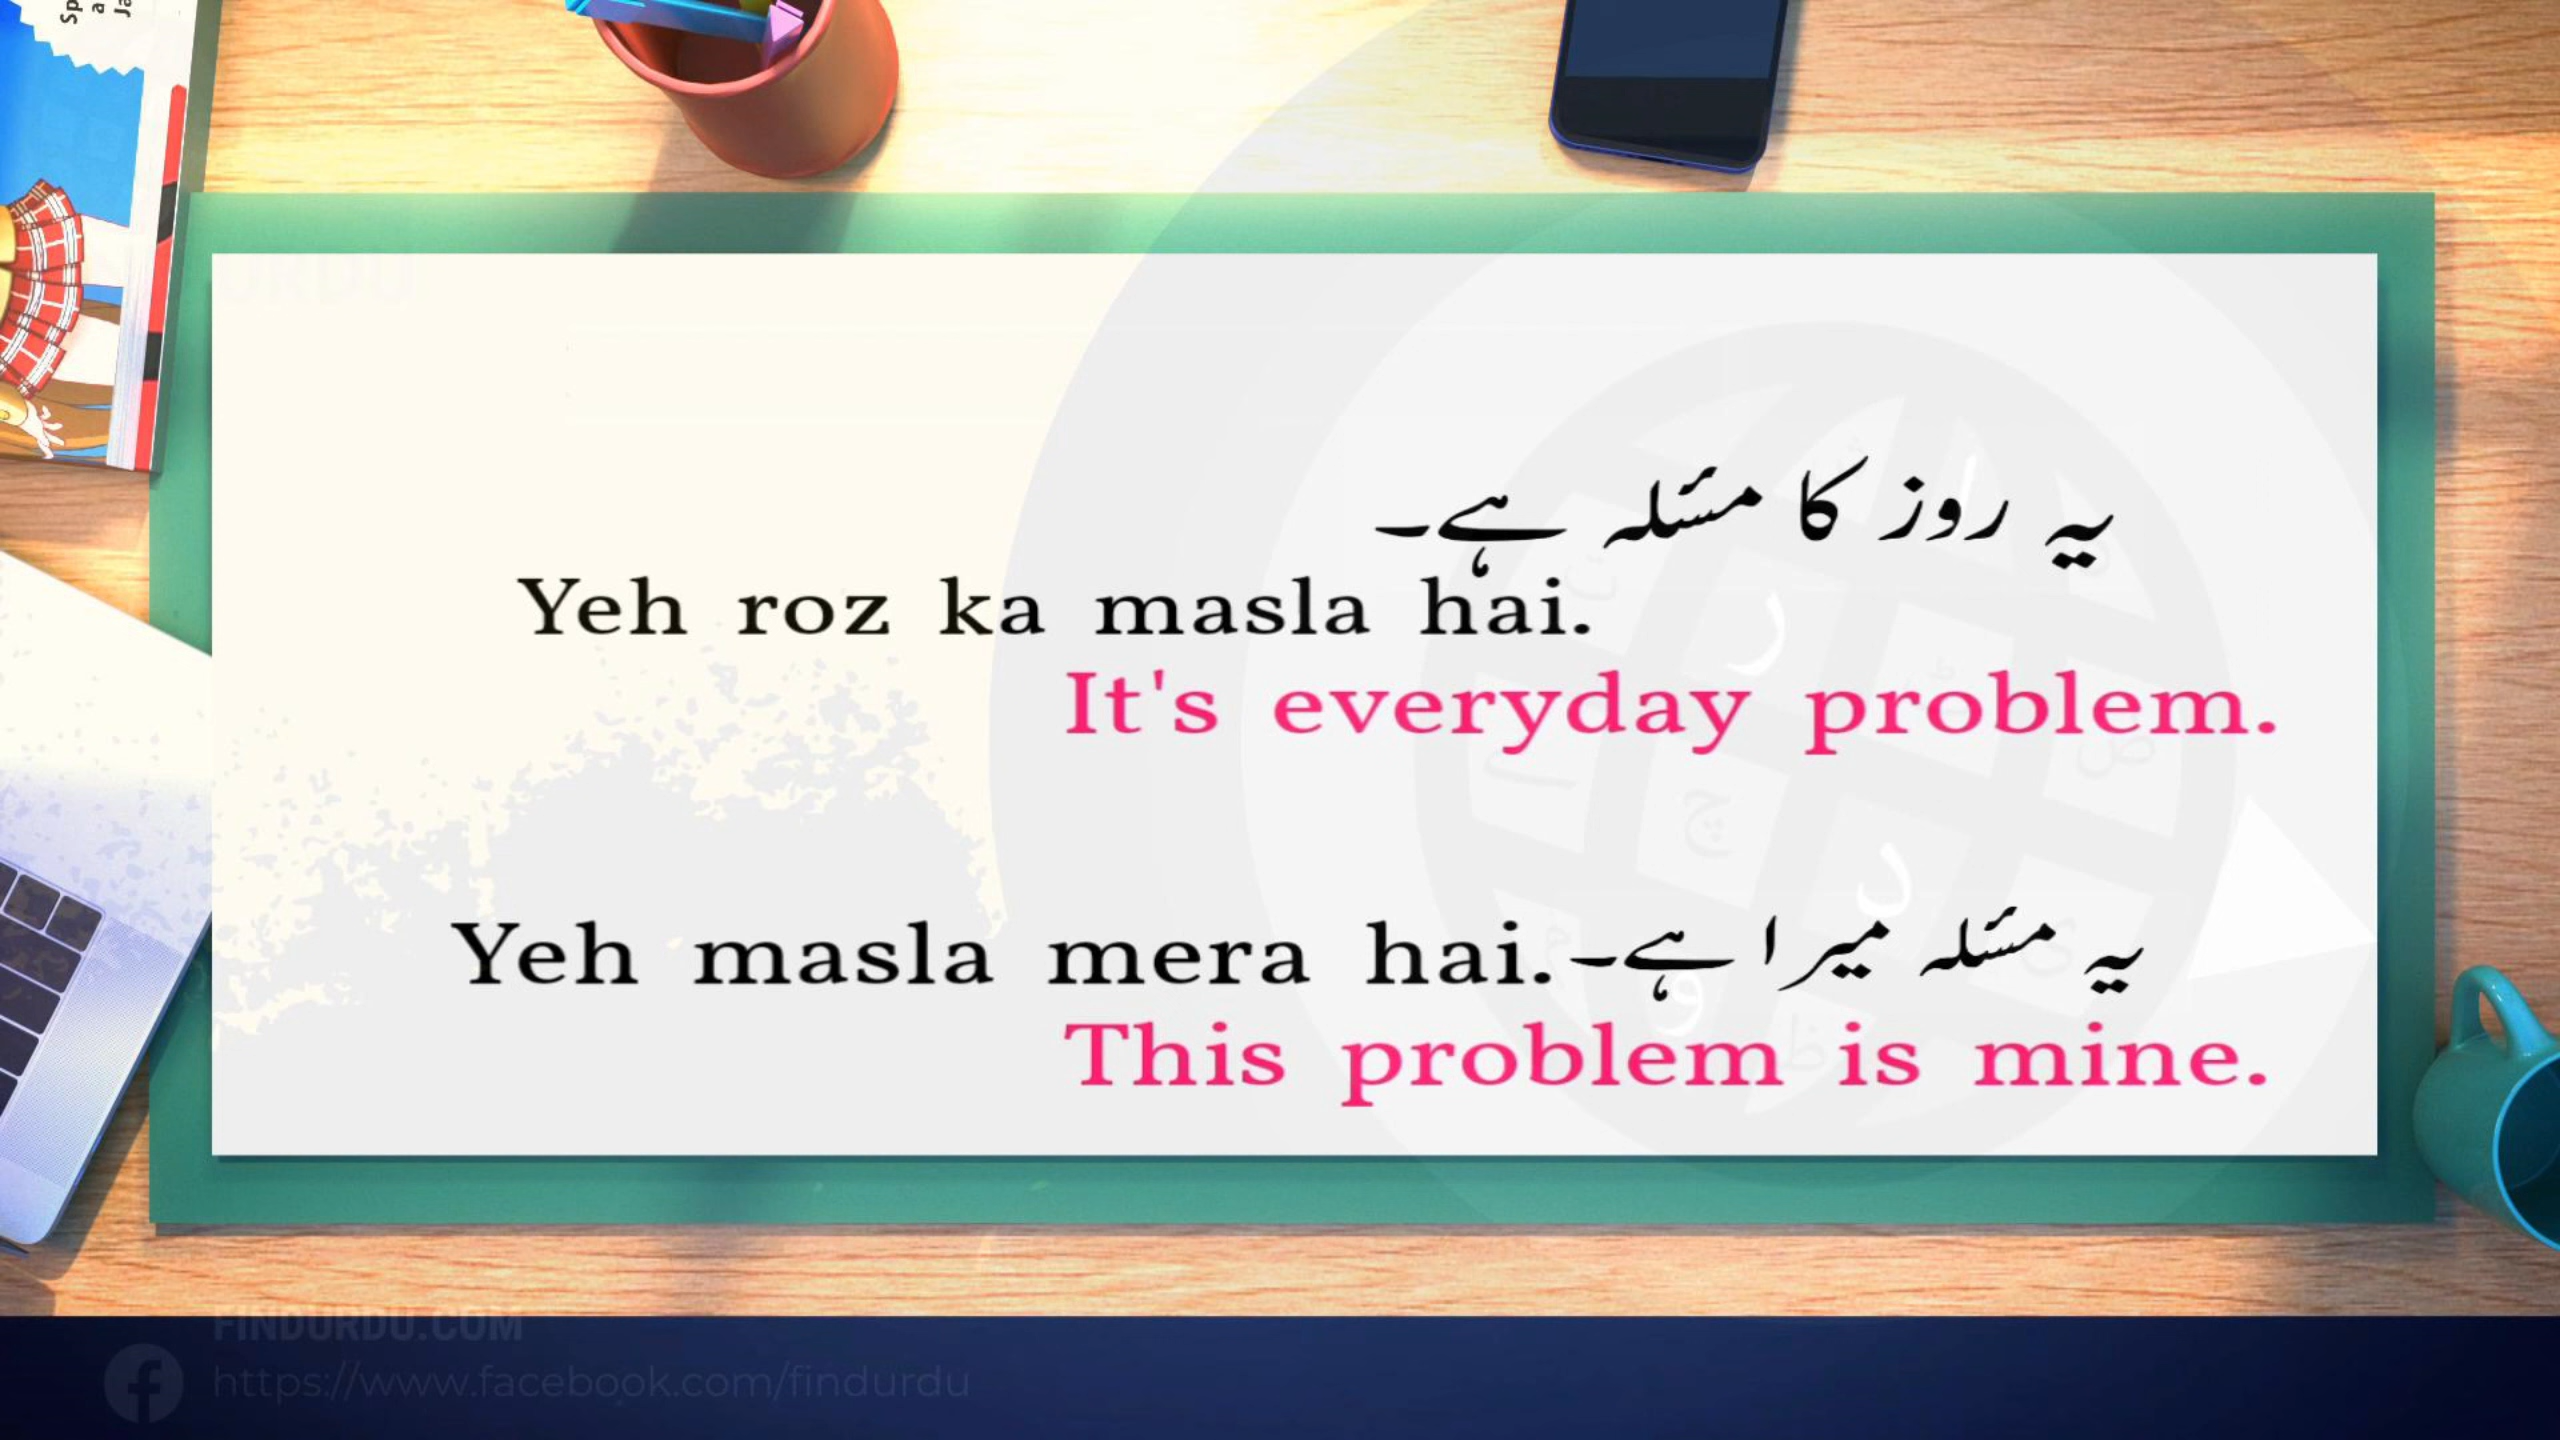 URDU
یہ روز کا مسئلہ ہے۔
Yeh roz ka masla hai.
It's everyday problem.
Yeh masla mera hai. یہ مسئلہ میرا ہے۔
This problem is mine.
FINDURDU.COM
https://www.facebook.com/findurdu